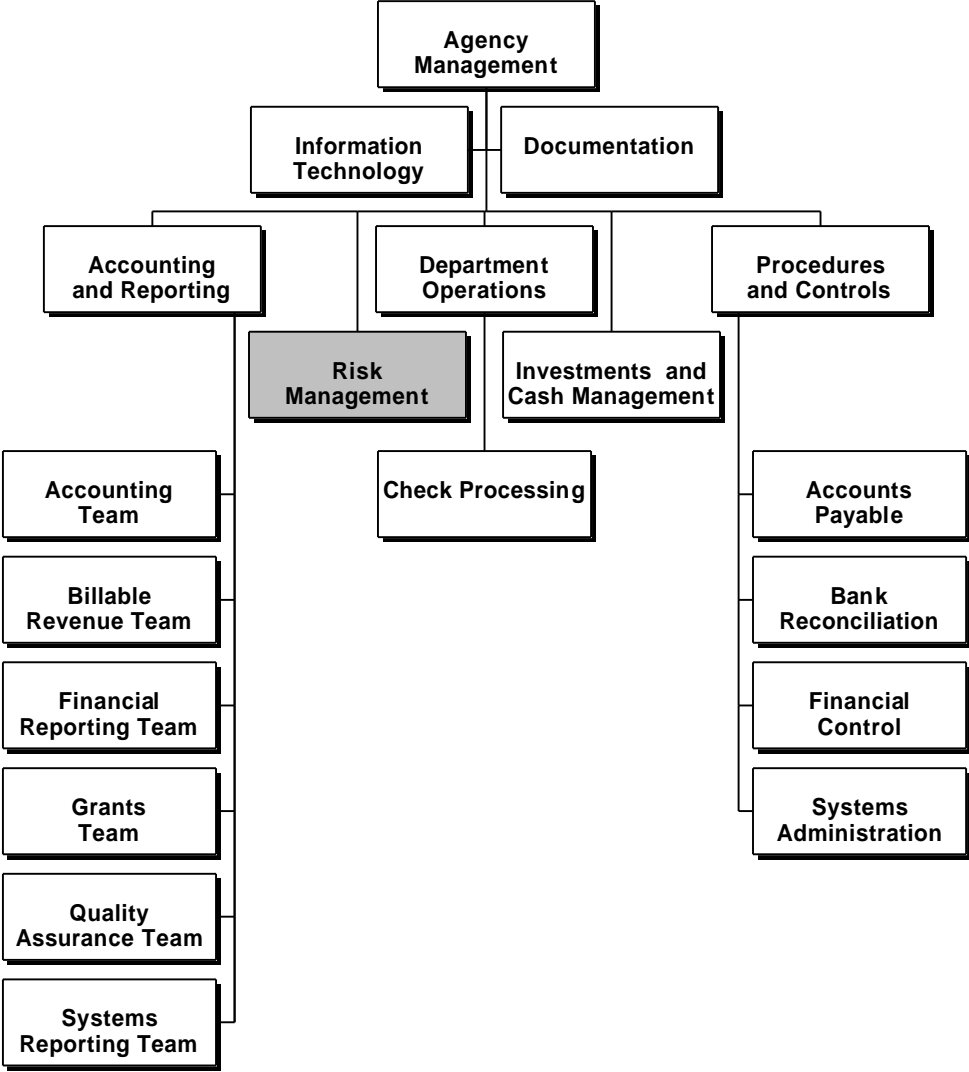 Agency
Management
Information
Technology
Documentation
Accounting
and Reporting
Department
Operations
Procedures
and Controls
Risk
Management
Investments and
Cash Management
Accounting
Team
Check Processing
Accounts
Payable
Billable
Revenue Team
Bank
Reconciliation
Financial
Reporting Team
Financial
Control
Grants
Team
Systems
Administration
Quality
Assurance Team
Systems
Reporting Team